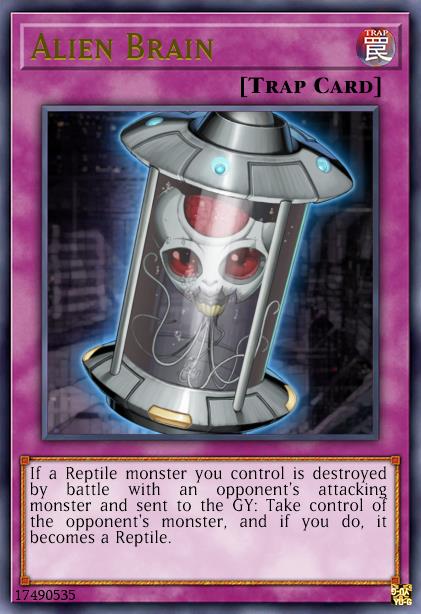 Alien Brain
TRAP
罠
[Trap Card]
If a Reptile monster you control is destroyed
by battle with an opponent's attacking
monster and sent to the GY: Take control of
the opponent's monster, and if you do, it
becomes a Reptile.
17490535